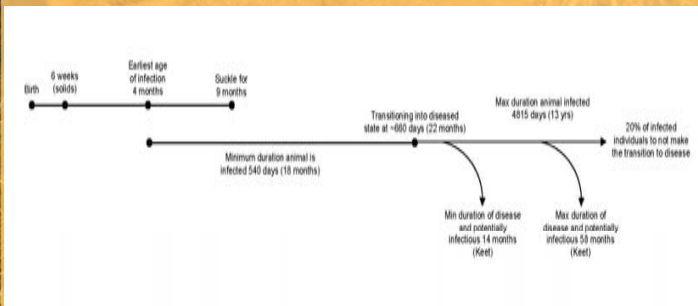 Birth
6 weeks
(solids)
Earliest age
of infection
4 months
Suckle for
9 months
Minimum duration animal is
infected 540 days (18 months)
Transitioning into diseased
state at ~660 days (22 months)
Max duration animal infected
4815 days (13 yrs)
20% of infected
individuals to not make
the transition to disease
Min duration of disease
and potentially
infectious 14 months
(Keet)
Max duration of
disease and potentially
infectious 58 months
(Keet)